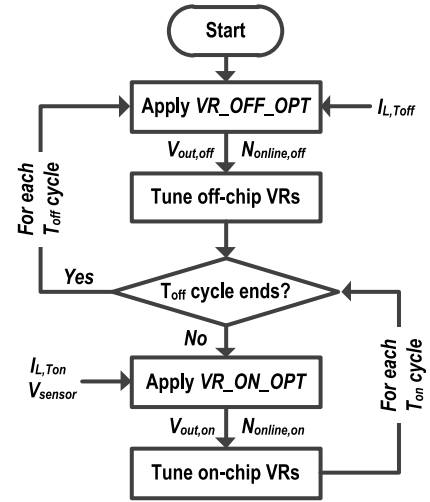 Start
Apply VR_OFF_OPT
I_L,Toff
V_out,off N_online,off
For each
T_off cycle
Tune off-chip VRs
T_off cycle ends?
Yes
No
I_L,Ton
V_sensor
Apply VR_ON_OPT
For each
T_on cycle
V_out,on N_online,on
Tune on-chip VRs